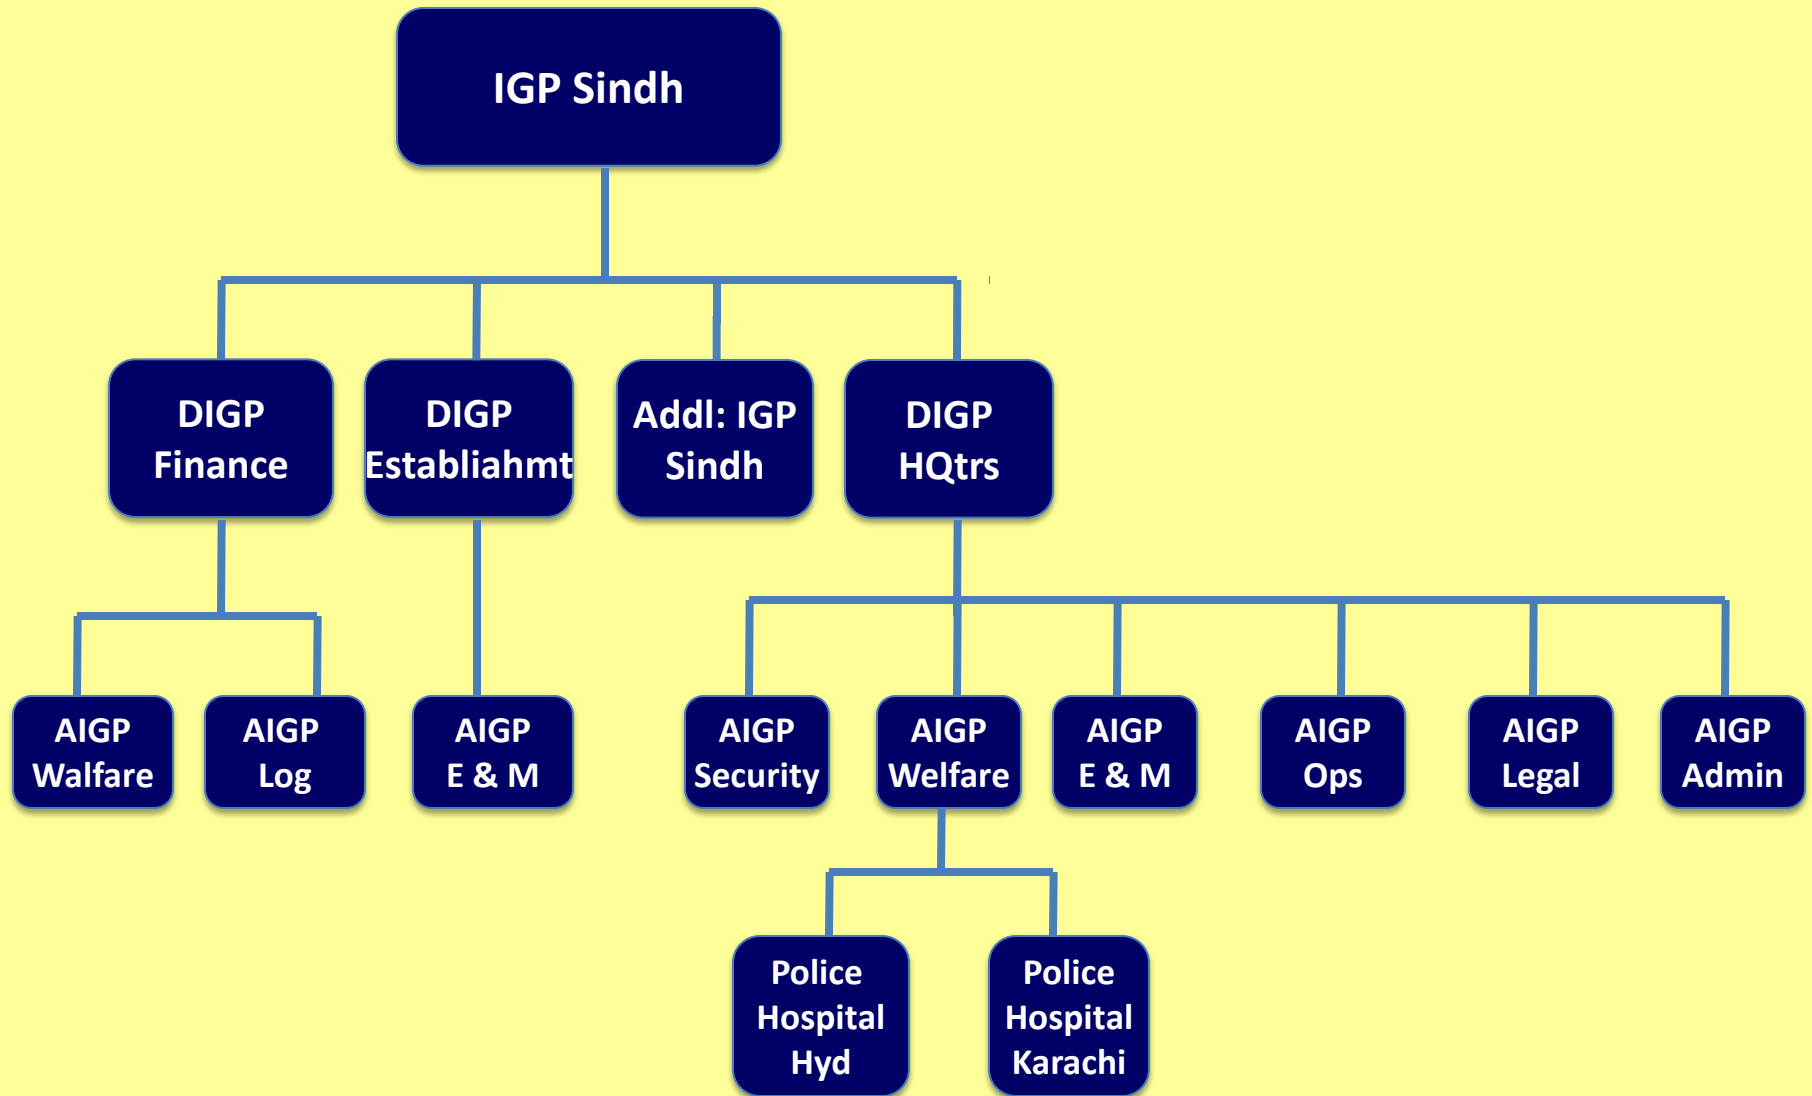 IGP Sindh
DIGP
Finance
DIGP
Establiahmt
Addl: IGP
Sindh
DIGP
HQtrs
AIGP
Walfare
AIGP
Log
AIGP
E & M
AIGP
Security
AIGP
Welfare
AIGP
E & M
AIGP
Ops
AIGP
Legal
AIGP
Admin
Police
Hospital
Hyd
Police
Hospital
Karachi